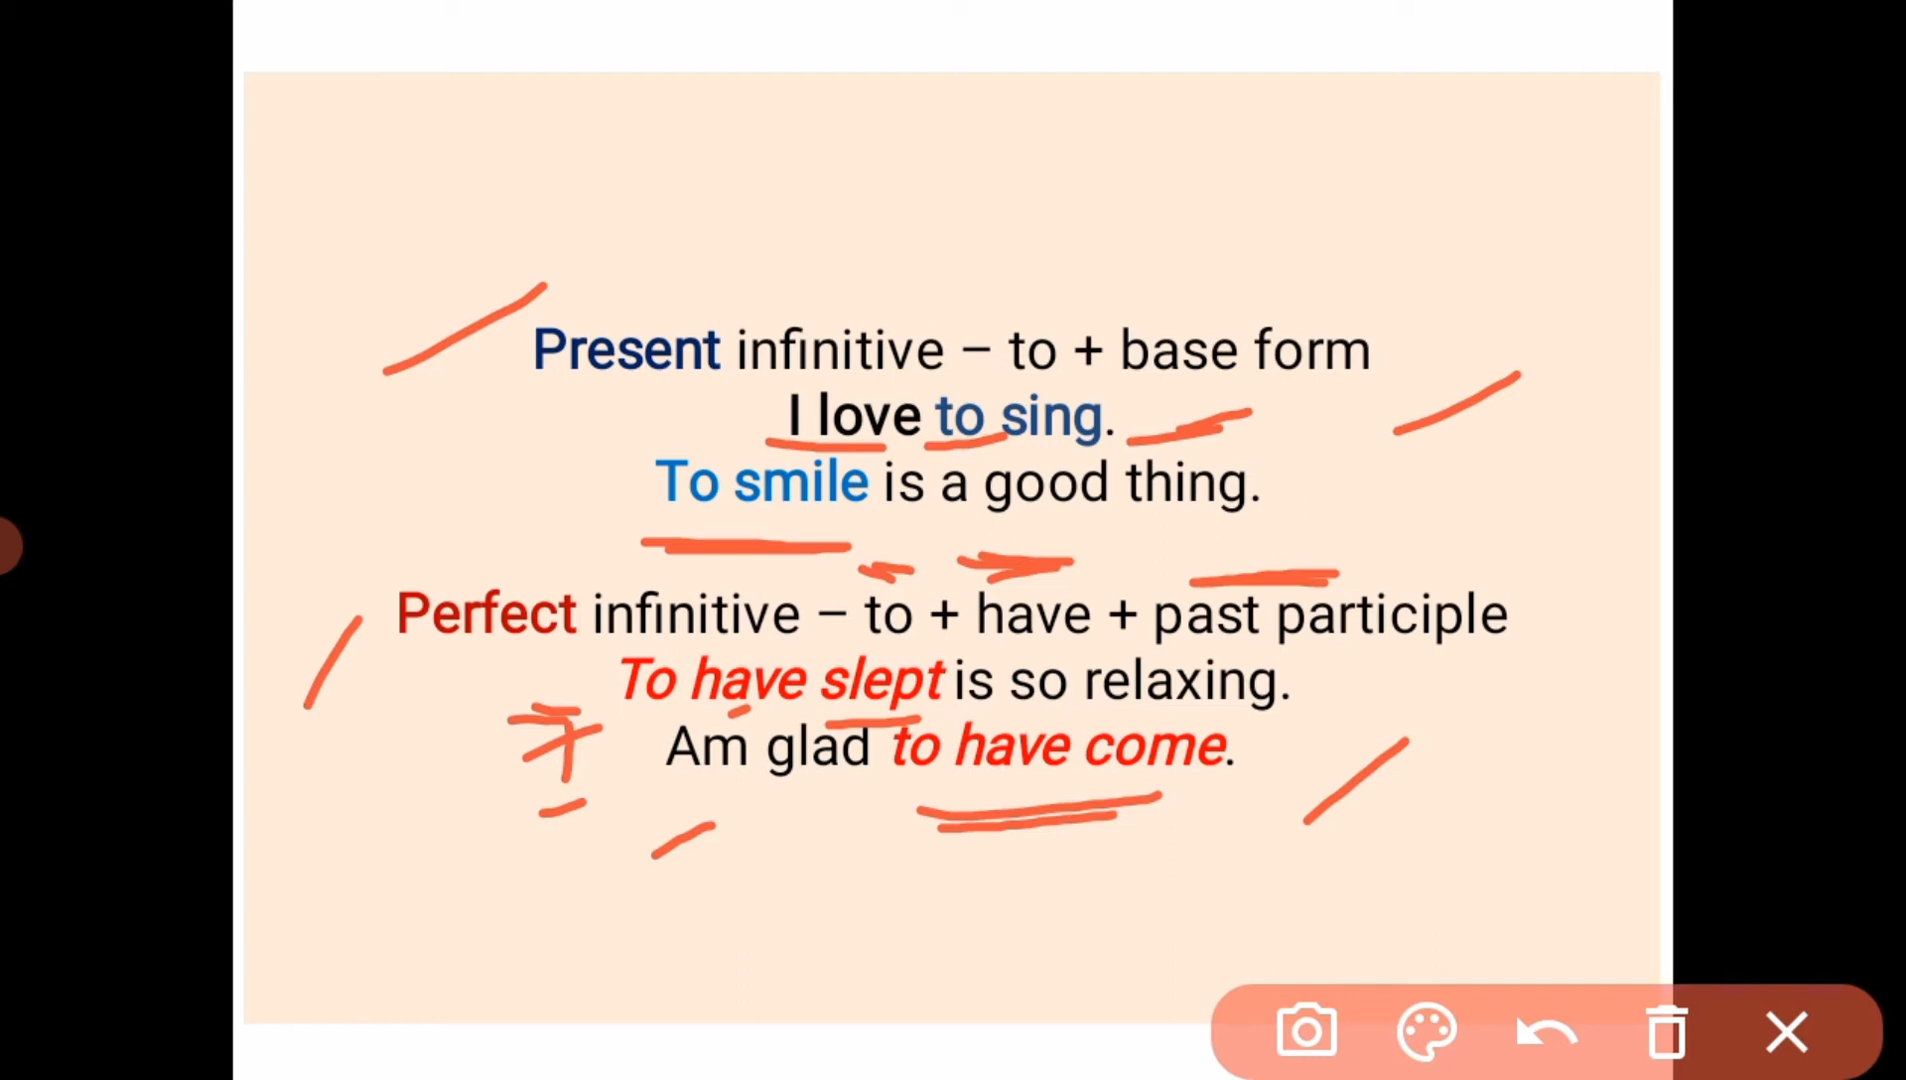 Present infinitive – to + base form
I love to sing.
To smile is a good thing.
Perfect infinitive – to + have + past participle
To have slept is so relaxing.
Am glad to have come.